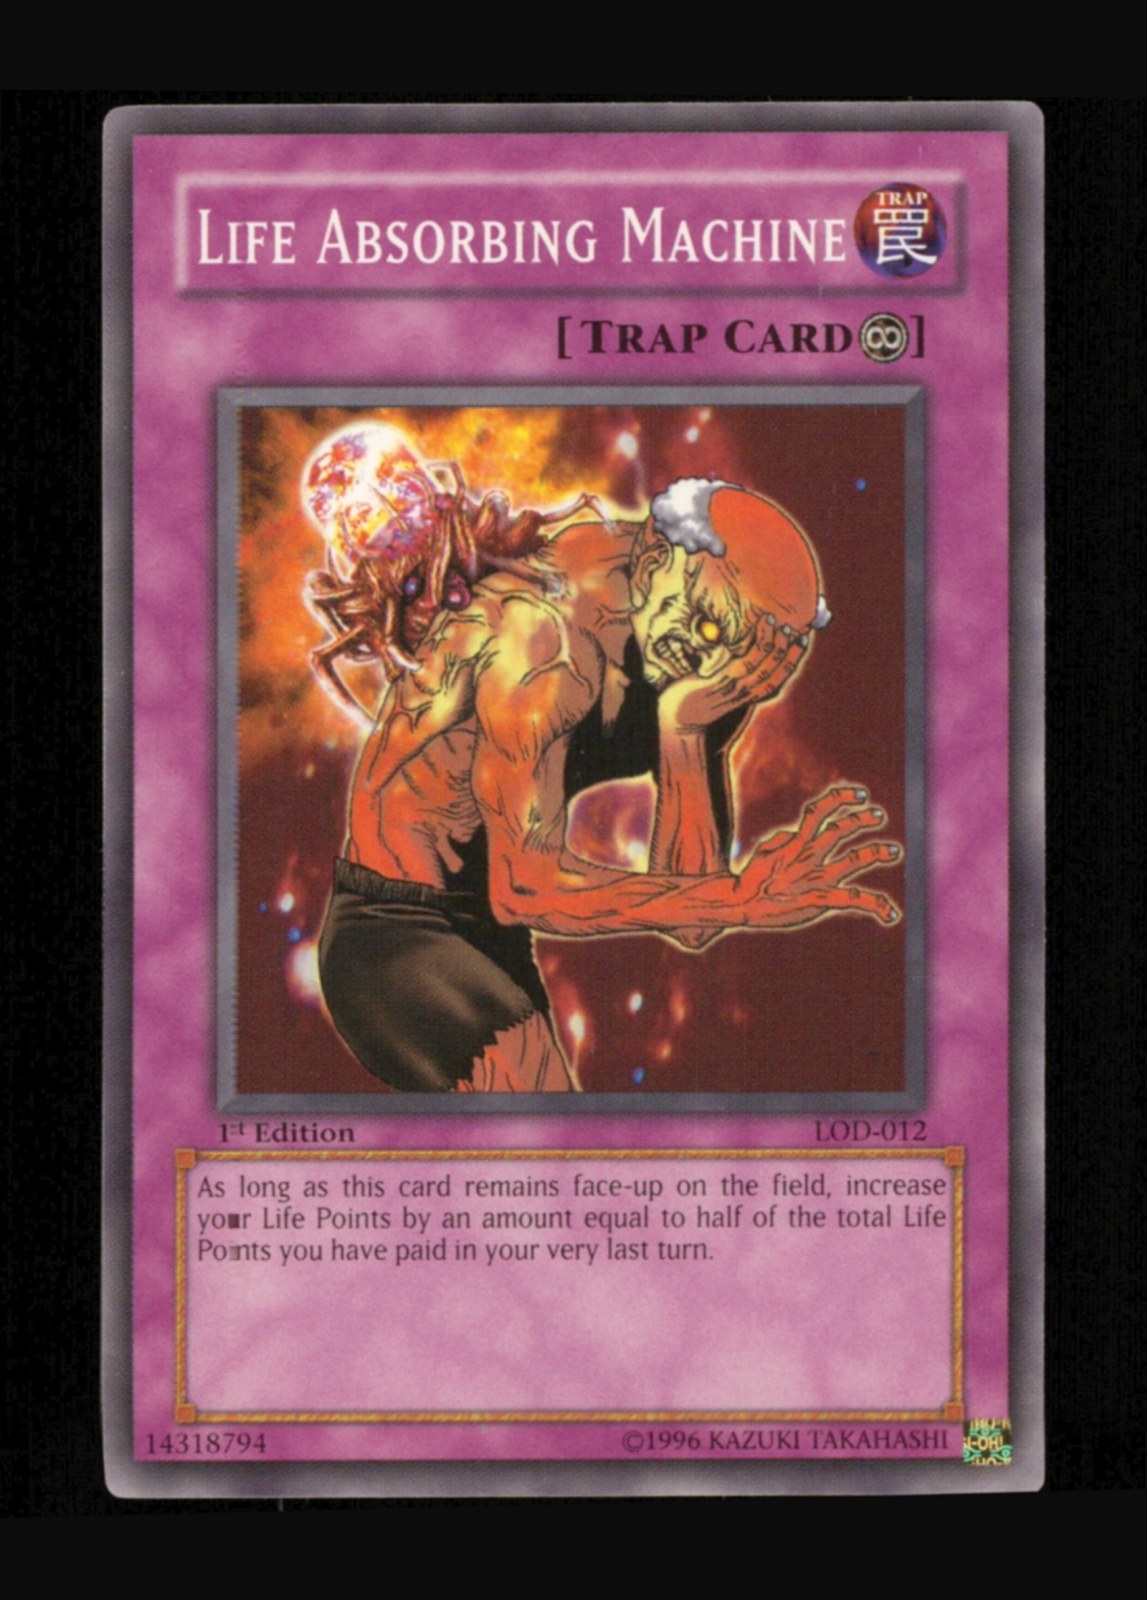 LIFE ABSORBING MACHINE
TRAP
罠
[TRAP CARD∞]
1st Edition
LOD-012
As long as this card remains face-up on the field, increase
your Life Points by an amount equal to half of the total Life
Points you have paid in your very last turn.
14318794
©1996 KAZUKI TAKAHASHI